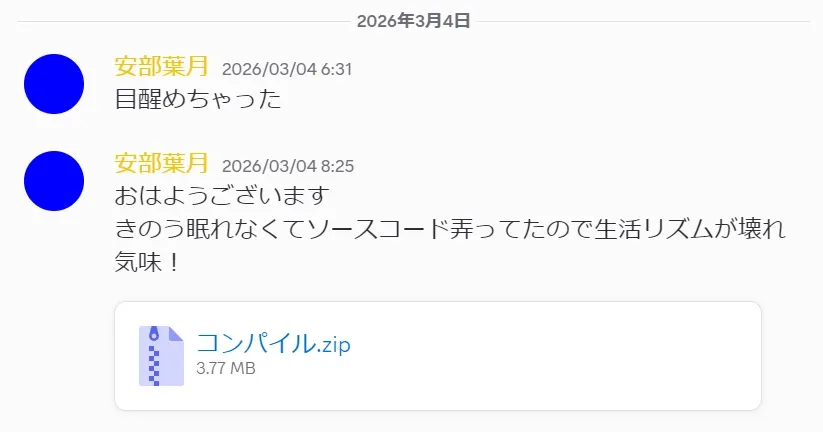 2026年3月4日
安部葉月 2026/03/04 6:31
目醒めちゃった
安部葉月 2026/03/04 8:25
おはようございます
きのう眠れなくてソースコード弄ってたので生活リズムが壊れ
気味！
コンパイル.zip
3.77 MB